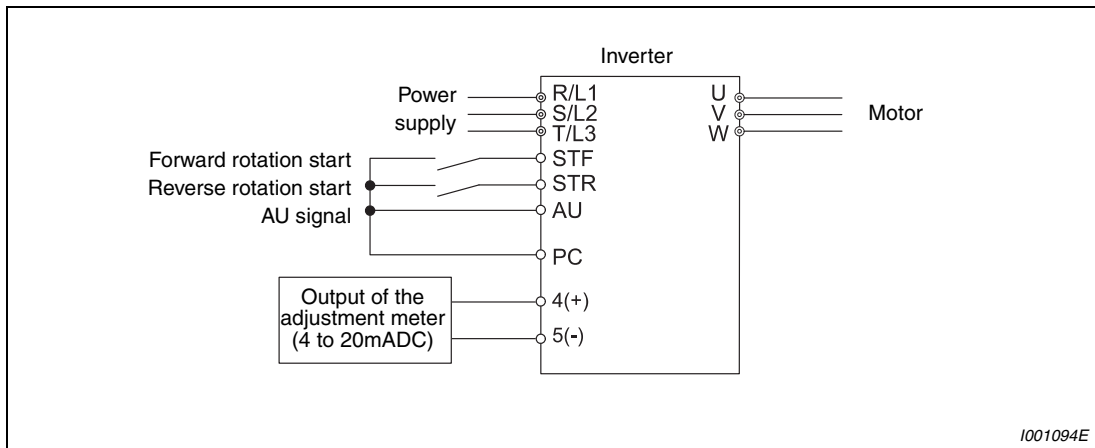 Inverter
Power
supply
R/L1
S/L2
T/L3
U
V
W
Motor
Forward rotation start
STF
Reverse rotation start
STR
AU signal
AU
PC
Output of the
adjustment meter
(4 to 20mADC)
4(+)
5(-)
I001094E